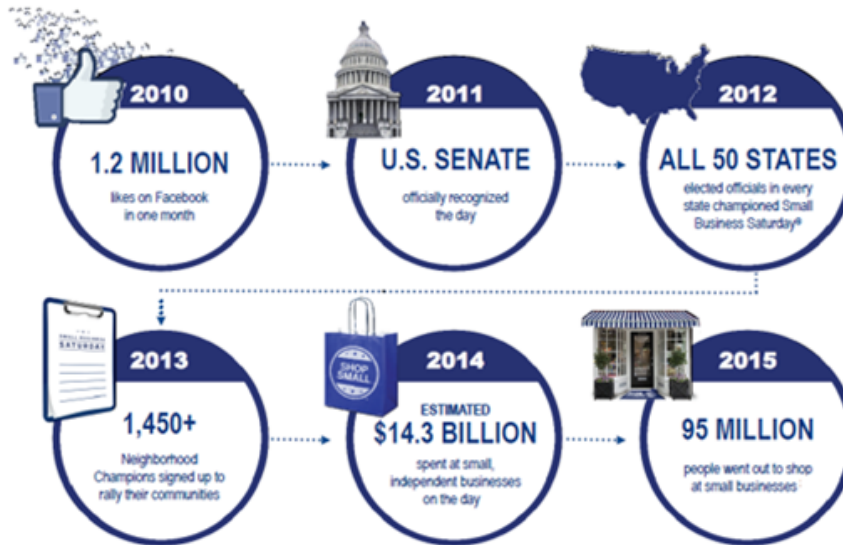 2010
1.2 MILLION
likes on Facebook
in one month
2011
U.S. SENATE
officially recognized
the day
2012
ALL 50 STATES
elected officials in every
state championed Small
Business Saturday®
SMALL BUSINESS
SATURDAY
2013
1,450+
Neighborhood
Champions signed up to
rally their communities
SHOP
SMALL
2014
ESTIMATED
$14.3 BILLION
spent at small,
independent businesses
on the day
2015
95 MILLION
people went out to shop
at small businesses